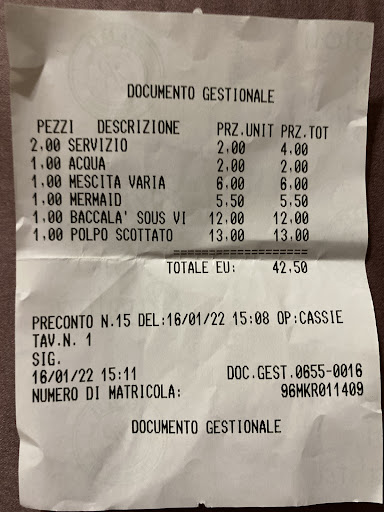 DOCUMENTO GESTIONALE
PEZZI DESCRIZIONE PRZ.UNIT PRZ.TOT
2,00 SERVIZIO 2,00 4,00
1,00 ACQUA 2,00 2,00
1,00 MESCITA VARIA 6,00 6,00
1,00 MERMAID 5,50 5,50
1,00 BACCALA' SOUS VI 12,00 12,00
1,00 POLPO SCOTTATO 13,00 13,00
====================
TOTALE EU: 42,50
PRECONTO N.15 DEL:16/01/22 15:08 OP:CASSIE
TAV.N. 1
SIG.
16/01/22 15:11 DOC.GEST.0655-0016
NUMERO DI MATRICOLA: 96MKR011409
DOCUMENTO GESTIONALE